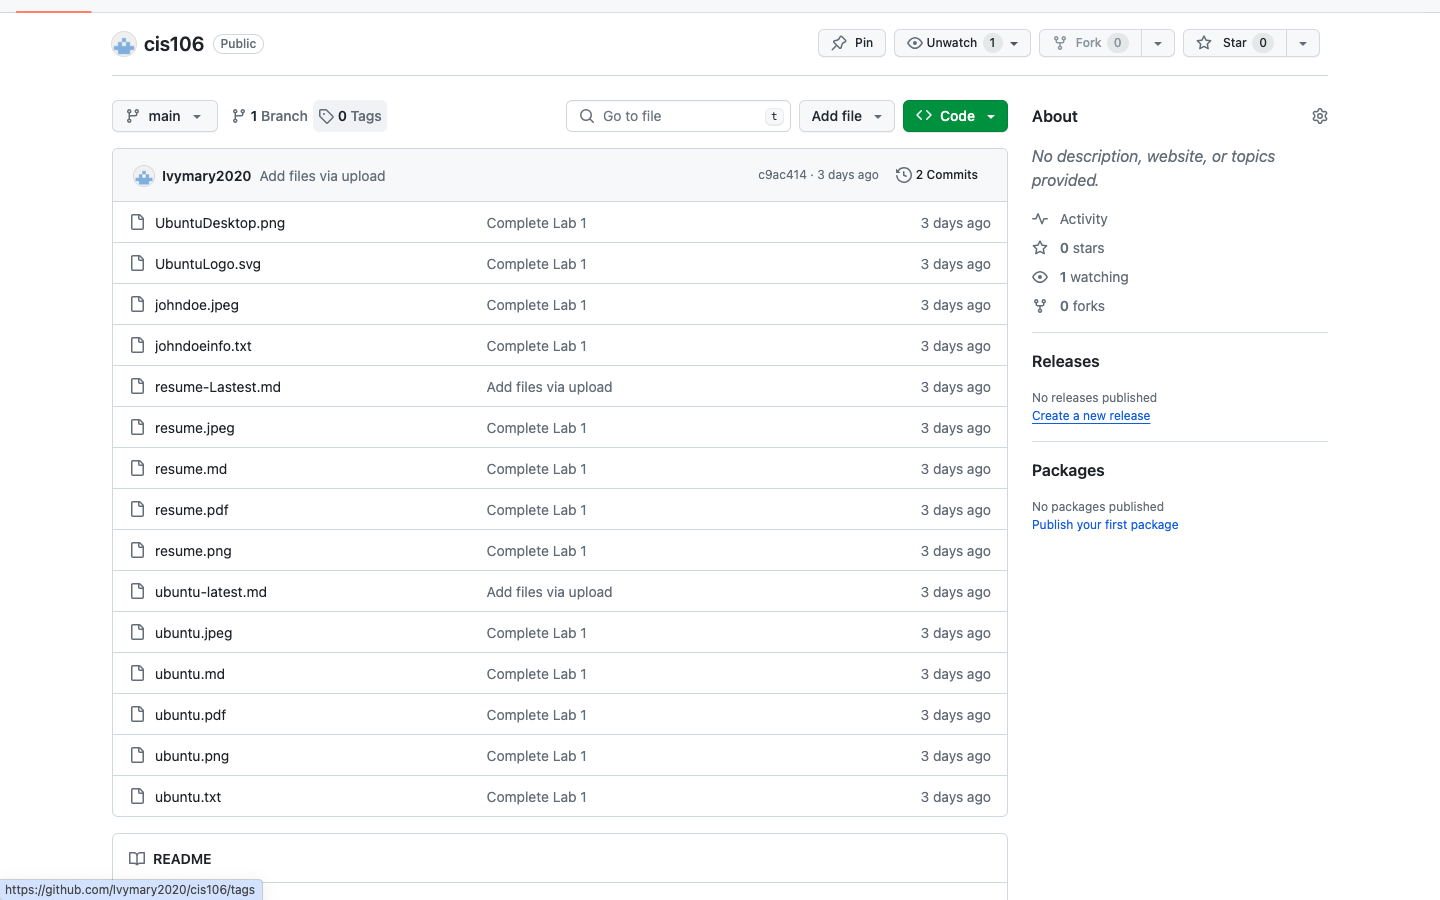 cis106 Public
Pin Unwatch 1 Fork 0 Star 0
main 1 Branch 0 Tags Go to file t Add file Code
Ivymary2020 Add files via upload c9ac414 · 3 days ago 2 Commits
UbuntuDesktop.png Complete Lab 1 3 days ago
UbuntuLogo.svg Complete Lab 1 3 days ago
johndoe.jpeg Complete Lab 1 3 days ago
johndoeinfo.txt Complete Lab 1 3 days ago
resume-Lastest.md Add files via upload 3 days ago
resume.jpeg Complete Lab 1 3 days ago
resume.md Complete Lab 1 3 days ago
resume.pdf Complete Lab 1 3 days ago
resume.png Complete Lab 1 3 days ago
ubuntu-latest.md Add files via upload 3 days ago
ubuntu.jpeg Complete Lab 1 3 days ago
ubuntu.md Complete Lab 1 3 days ago
ubuntu.pdf Complete Lab 1 3 days ago
ubuntu.png Complete Lab 1 3 days ago
ubuntu.txt Complete Lab 1 3 days ago
README
About
No description, website, or topics
provided.
Activity
0 stars
1 watching
0 forks
Releases
No releases published
Create a new release
Packages
No packages published
Publish your first package
https://github.com/Ivymary2020/cis106/tags